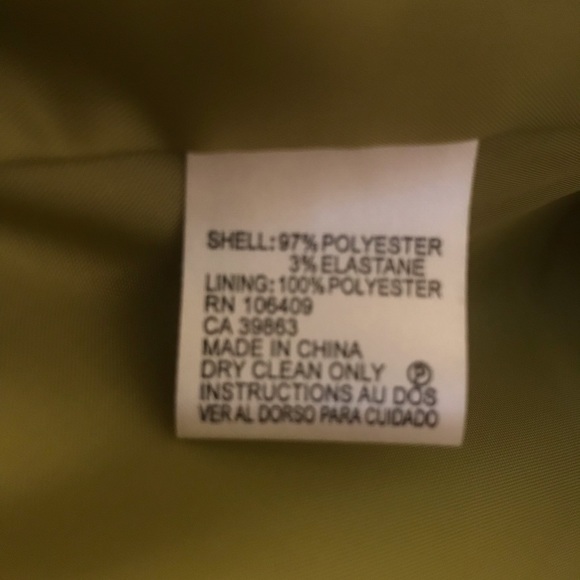 SHELL: 97% POLYESTER
3% ELASTANE
LINING: 100% POLYESTER
RN 106409
CA 39863
MADE IN CHINA
DRY CLEAN ONLY Ⓟ
INSTRUCTIONS AU DOS
VER AL DORSO PARA CUIDADO